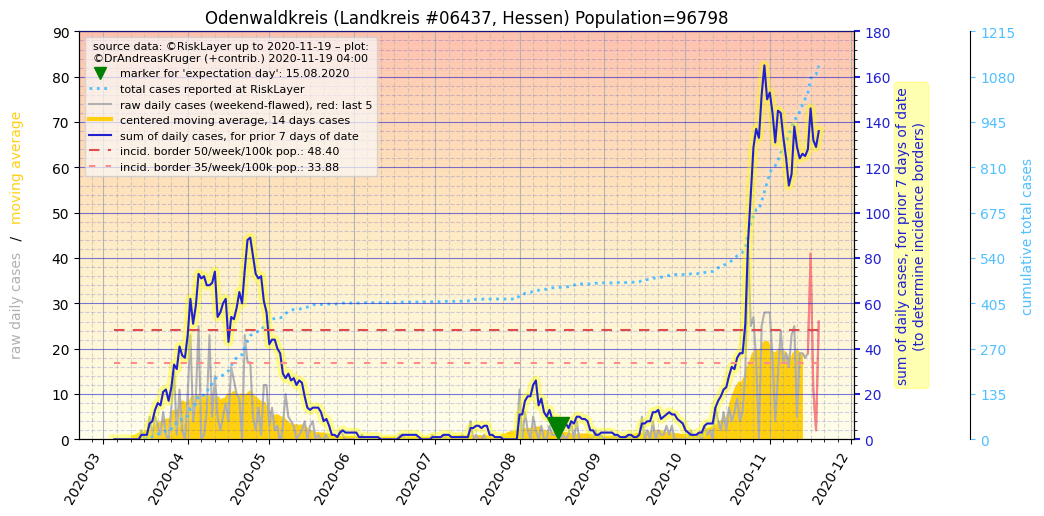 Odenwaldkreis (Landkreis #06437, Hessen) Population=96798
source data: ©RiskLayer up to 2020-11-19 – plot:
©DrAndreasKruger (+contrib.) 2020-11-19 04:00
marker for 'expectation day': 15.08.2020
total cases reported at RiskLayer
raw daily cases (weekend-flawed), red: last 5
centered moving average, 14 days cases
sum of daily cases, for prior 7 days of date
incid. border 50/week/100k pop.: 48.40
incid. border 35/week/100k pop.: 33.88
raw daily cases / moving average
90
80
70
60
50
40
30
20
10
0
2020-03
2020-04
2020-05
2020-06
2020-07
2020-08
2020-09
2020-10
2020-11
2020-12
180
160
140
120
100
80
60
40
20
0
sum of daily cases, for prior 7 days of date
(to determine incidence borders)
1215
1080
945
810
675
540
405
270
135
0
cumulative total cases